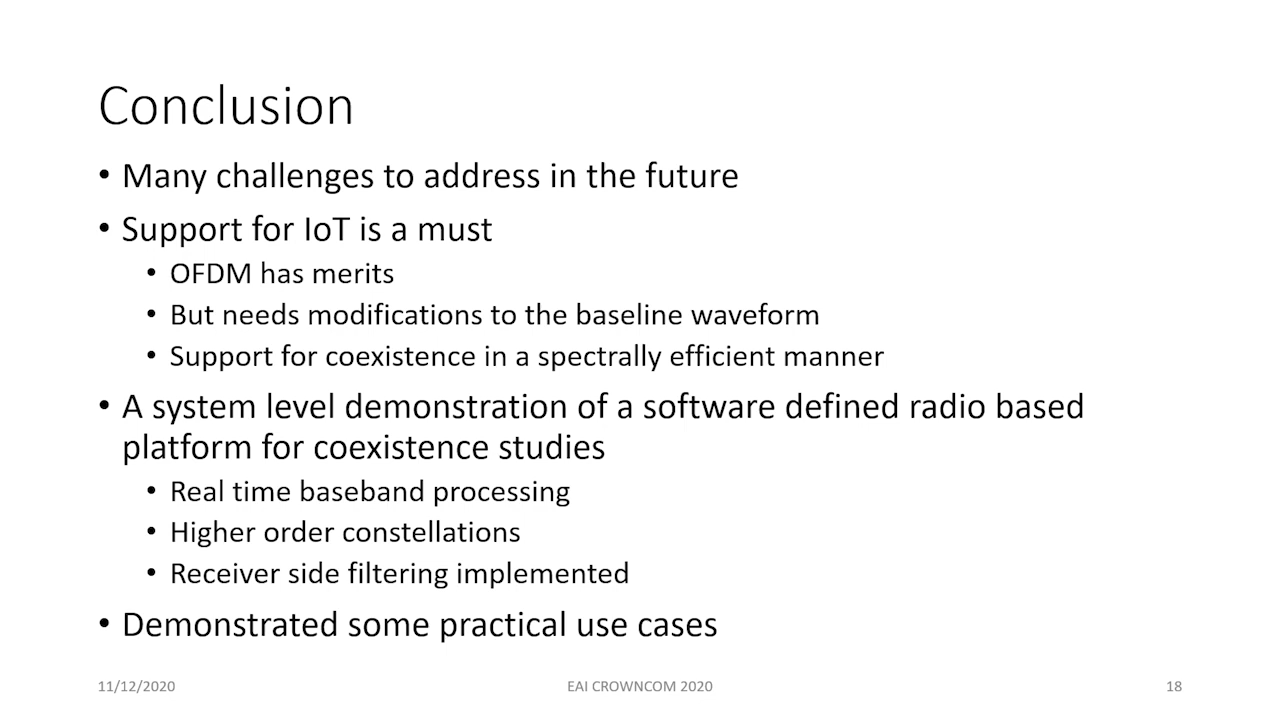 Conclusion
• Many challenges to address in the future
• Support for IoT is a must
• OFDM has merits
• But needs modifications to the baseline waveform
• Support for coexistence in a spectrally efficient manner
• A system level demonstration of a software defined radio based
platform for coexistence studies
• Real time baseband processing
• Higher order constellations
• Receiver side filtering implemented
• Demonstrated some practical use cases
11/12/2020
EAI CROWNCOM 2020
18